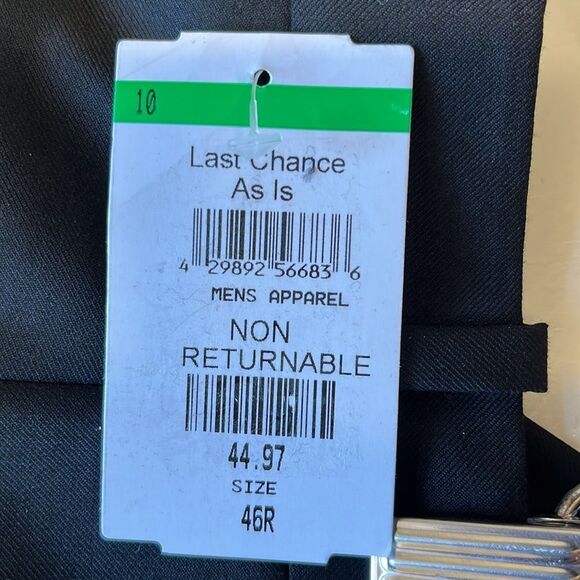 10
Last Chance
As Is
4 29892 56683 6
MENS APPAREL
NON
RETURNABLE
44.97
SIZE
46R